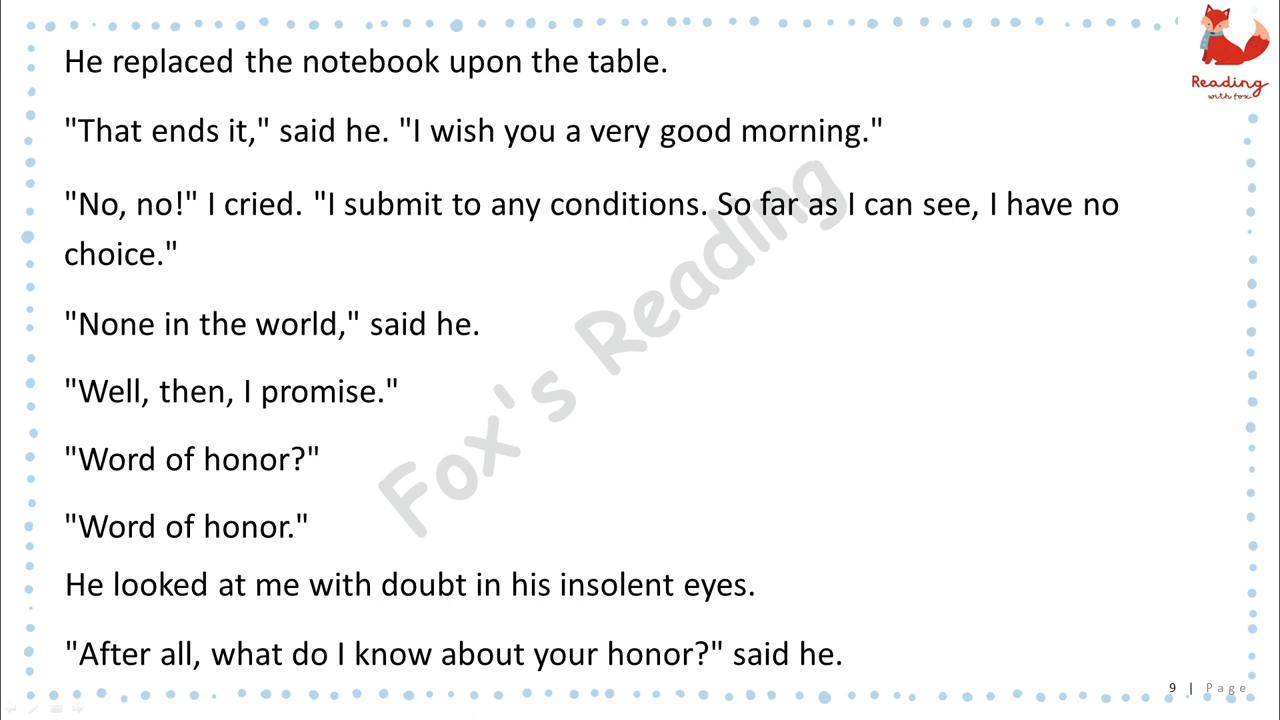 He replaced the notebook upon the table.
Reading
with fox
"That ends it," said he. "I wish you a very good morning."
"No, no!" I cried. "I submit to any conditions. So far as I can see, I have no
choice."
"None in the world," said he.
"Well, then, I promise."
"Word of honor?"
"Word of honor."
He looked at me with doubt in his insolent eyes.
"After all, what do I know about your honor?" said he.
Fox's Reading
9 | Page